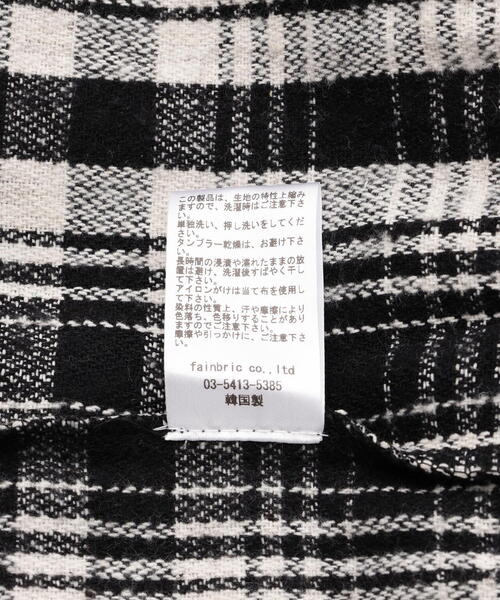 この製品は、生地の特性上縮み
ますので、洗濯時はご注意下さ
い。
単独洗い、押し洗いをしてくださ
い。
タンブラー乾燥は、お避け下さ
い。
長時間の浸漬や濡れたままの放
置は避け、洗濯後すばやく干し
て下さい。
アイロンがけは当て布を使用し
て下さい。
染料の性質上、汗や摩擦により
色落ち、色移りすることがあり
ますのでご注意下さい。
摩擦や引っかけに、ご注意下さ
い。
fainbric co.,ltd
03-5413-5385
韓国製